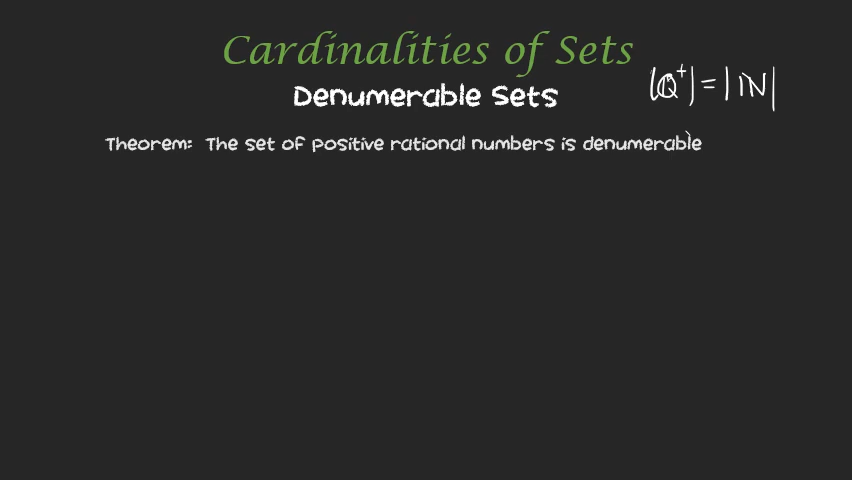 Cardinalities of Sets
Denumerable Sets
|ℚ⁺| = |ℕ|
Theorem: The set of positive rational numbers is denumerable